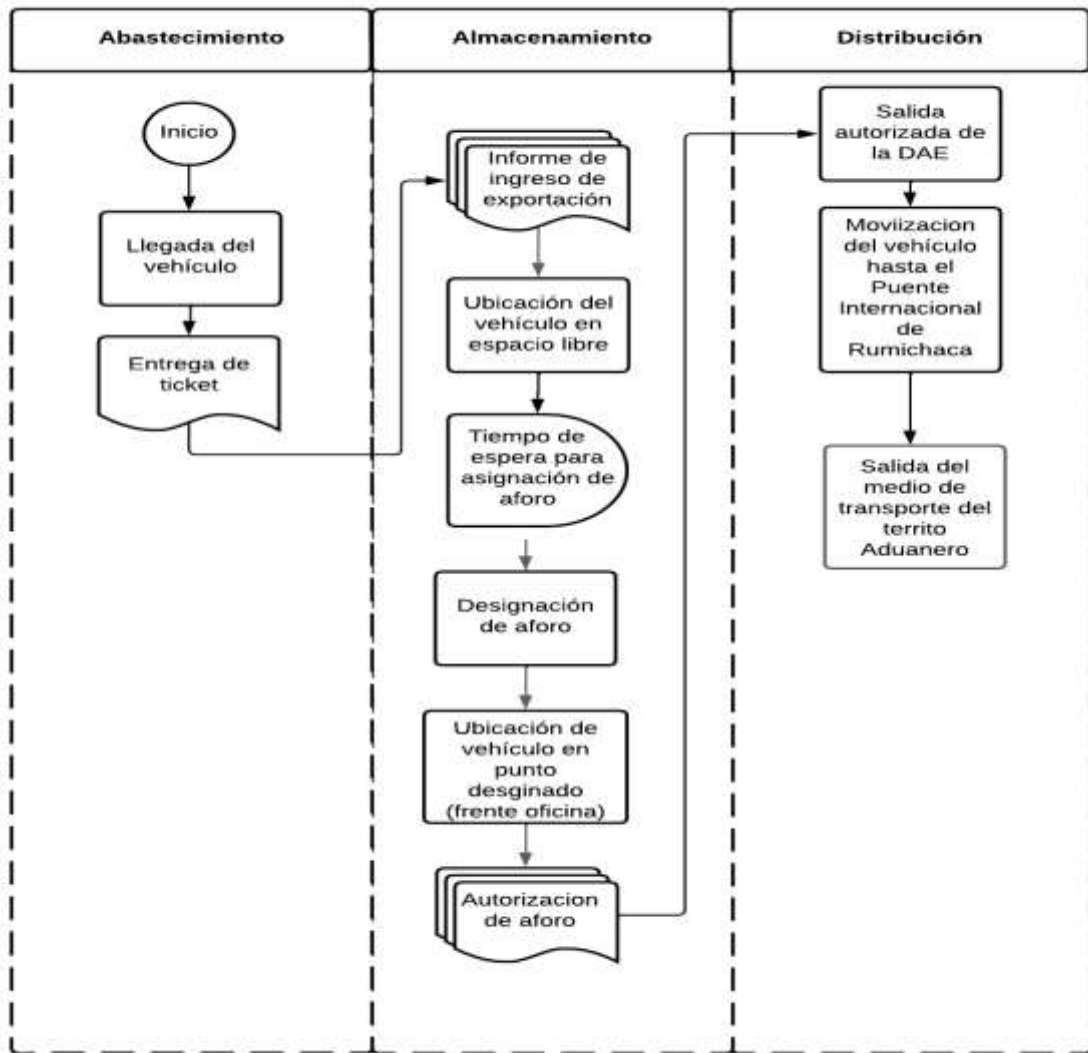 Abastecimiento
Almacenamiento
Distribución
Inicio
Llegada del
vehículo
Entrega de
ticket
Informe de
ingreso de
exportación
Ubicación del
vehículo en
espacio libre
Tiempo de
espera para
asignación de
aforo
Designación
de aforo
Ubicación de
vehículo en
punto
desginado
(frente oficina)
Autorizacion
de aforo
Salida
autorizada de
la DAE
Moviizacion
del vehículo
hasta el
Puente
Internacional
de
Rumichaca
Salida del
medio de
transporte del
territo
Aduanero